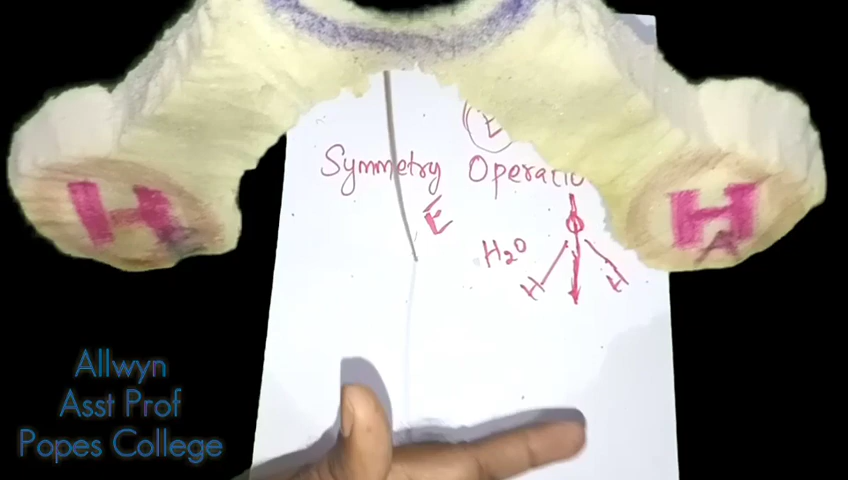 E
Symmetry Operatio
E
H₂O
O
H H
H H
A
Allwyn
Asst Prof
Popes College